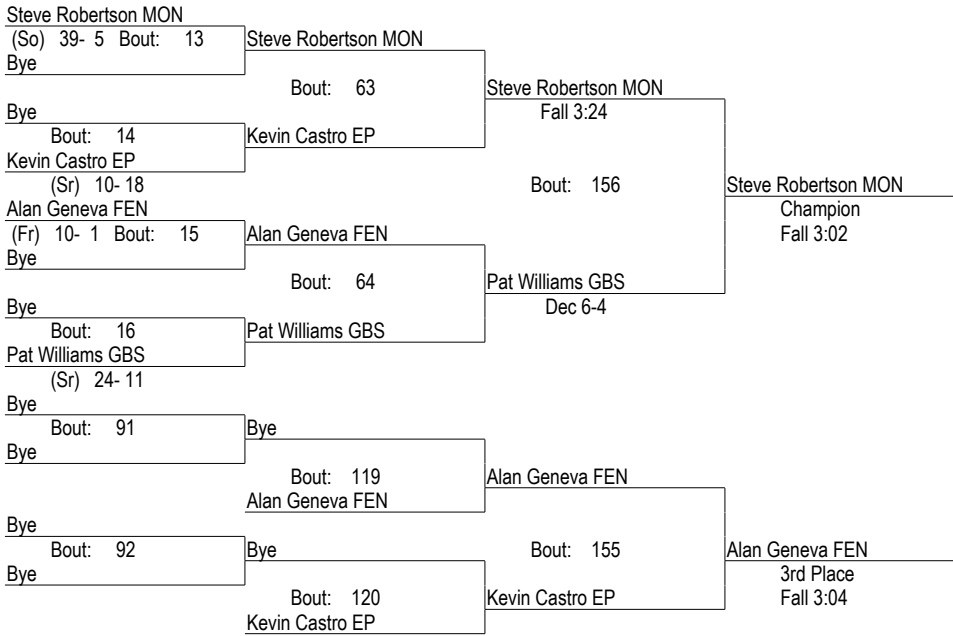 Steve Robertson MON
(So) 39- 5 Bout: 13
Steve Robertson MON
Bye
Bout: 63
Steve Robertson MON
Bye
Fall 3:24
Bout: 14
Kevin Castro EP
Kevin Castro EP
(Sr) 10- 18
Bout: 156
Steve Robertson MON
Alan Geneva FEN
Champion
(Fr) 10- 1 Bout: 15
Alan Geneva FEN
Fall 3:02
Bye
Bout: 64
Pat Williams GBS
Bye
Dec 6-4
Bout: 16
Pat Williams GBS
Pat Williams GBS
(Sr) 24- 11
Bye
Bout: 91
Bye
Bye
Bout: 119
Alan Geneva FEN
Alan Geneva FEN
Bye
Bout: 92
Bye
Bout: 155
Alan Geneva FEN
Bye
3rd Place
Bout: 120
Kevin Castro EP
Fall 3:04
Kevin Castro EP